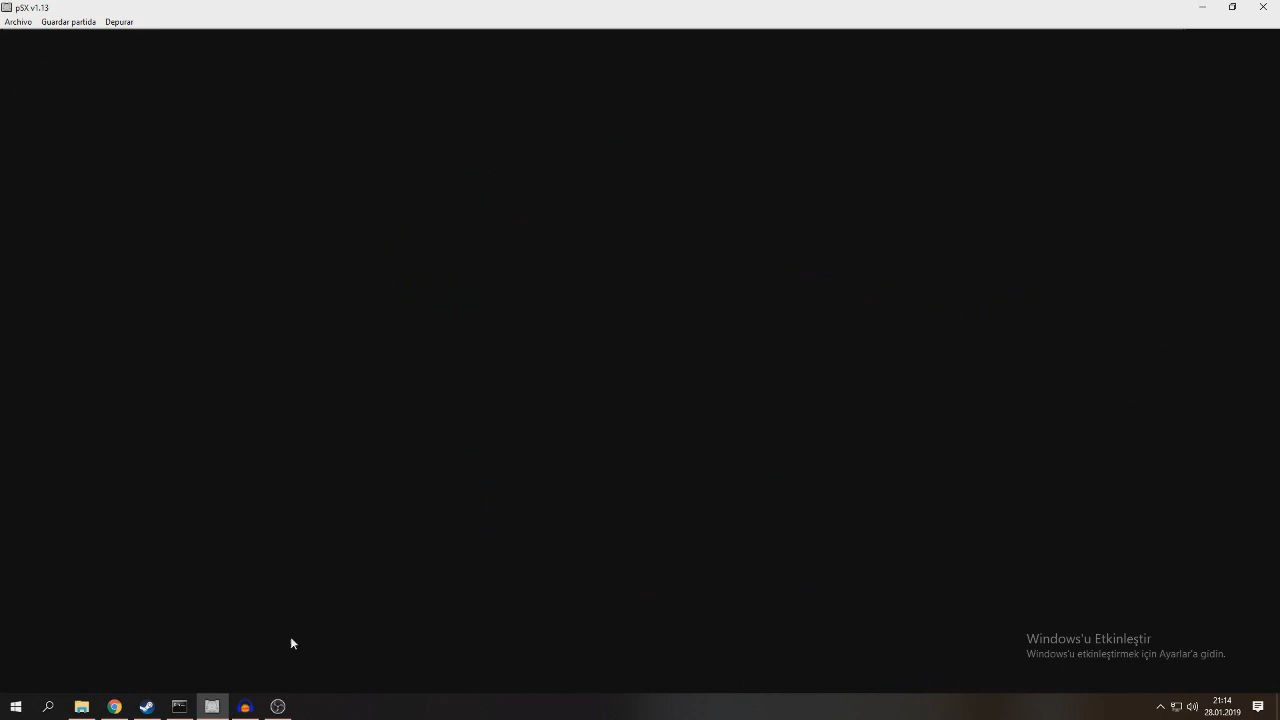 pSX v1.13
Archivo Guardar partida Depurar
Windows'u Etkinleştir
Windows'u etkinleştirmek için Ayarlar'a gidin.
21:14
28.01.2019